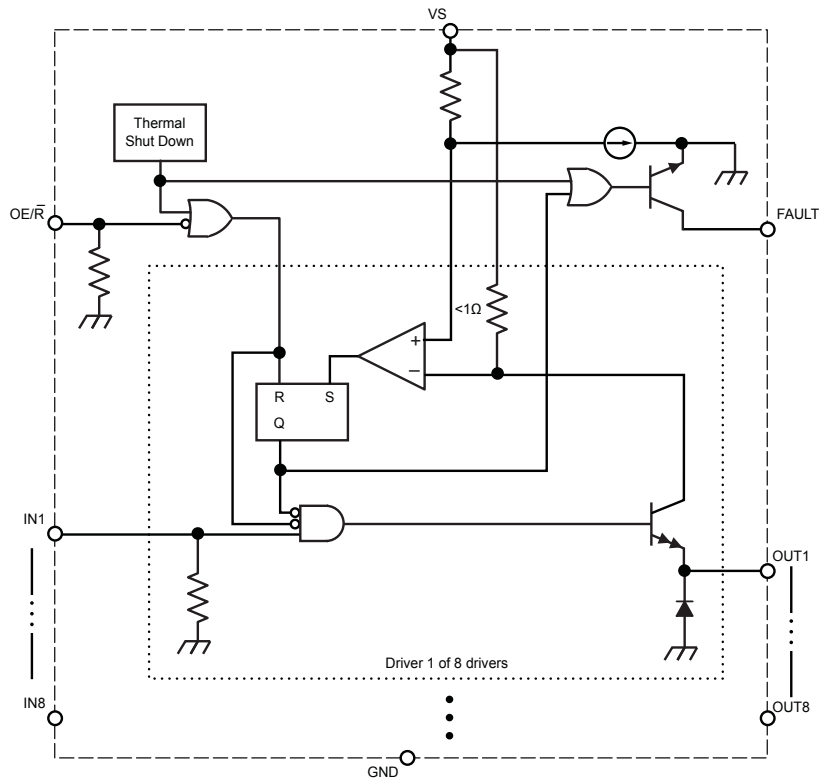 VS
Thermal
Shut Down
OE/R̅
FAULT
<1Ω
+
−
R S
Q
IN1
OUT1
Driver 1 of 8 drivers
IN8
OUT8
GND